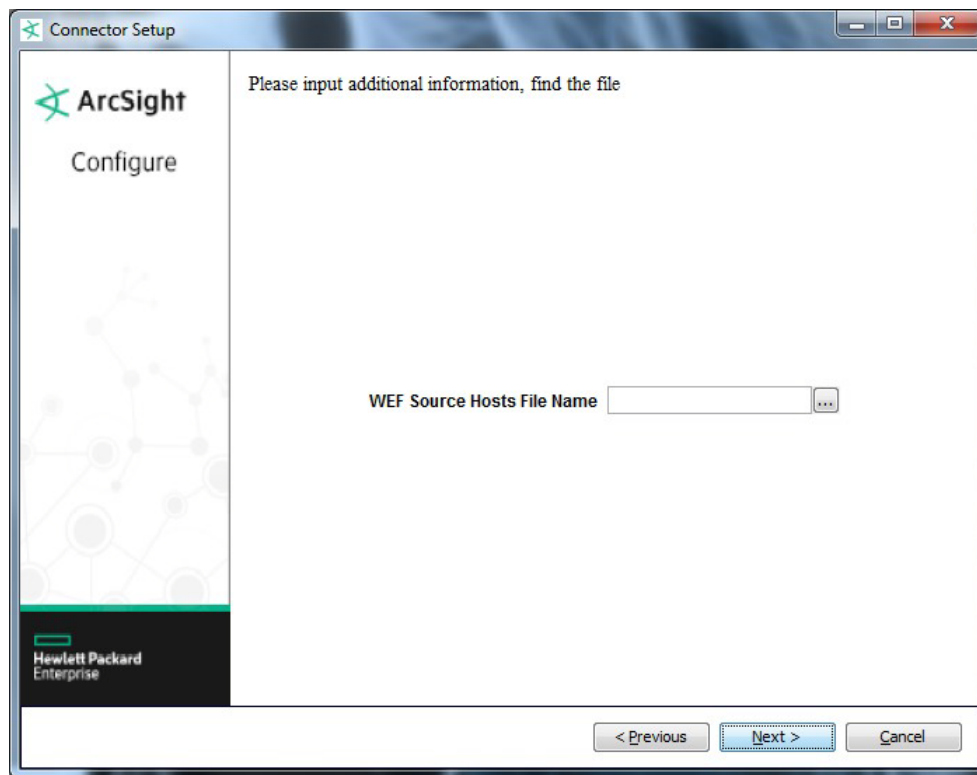 Connector Setup
ArcSight
Configure
Please input additional information, find the file
WEF Source Hosts File Name
...
Hewlett Packard
Enterprise
< Previous
Next >
Cancel